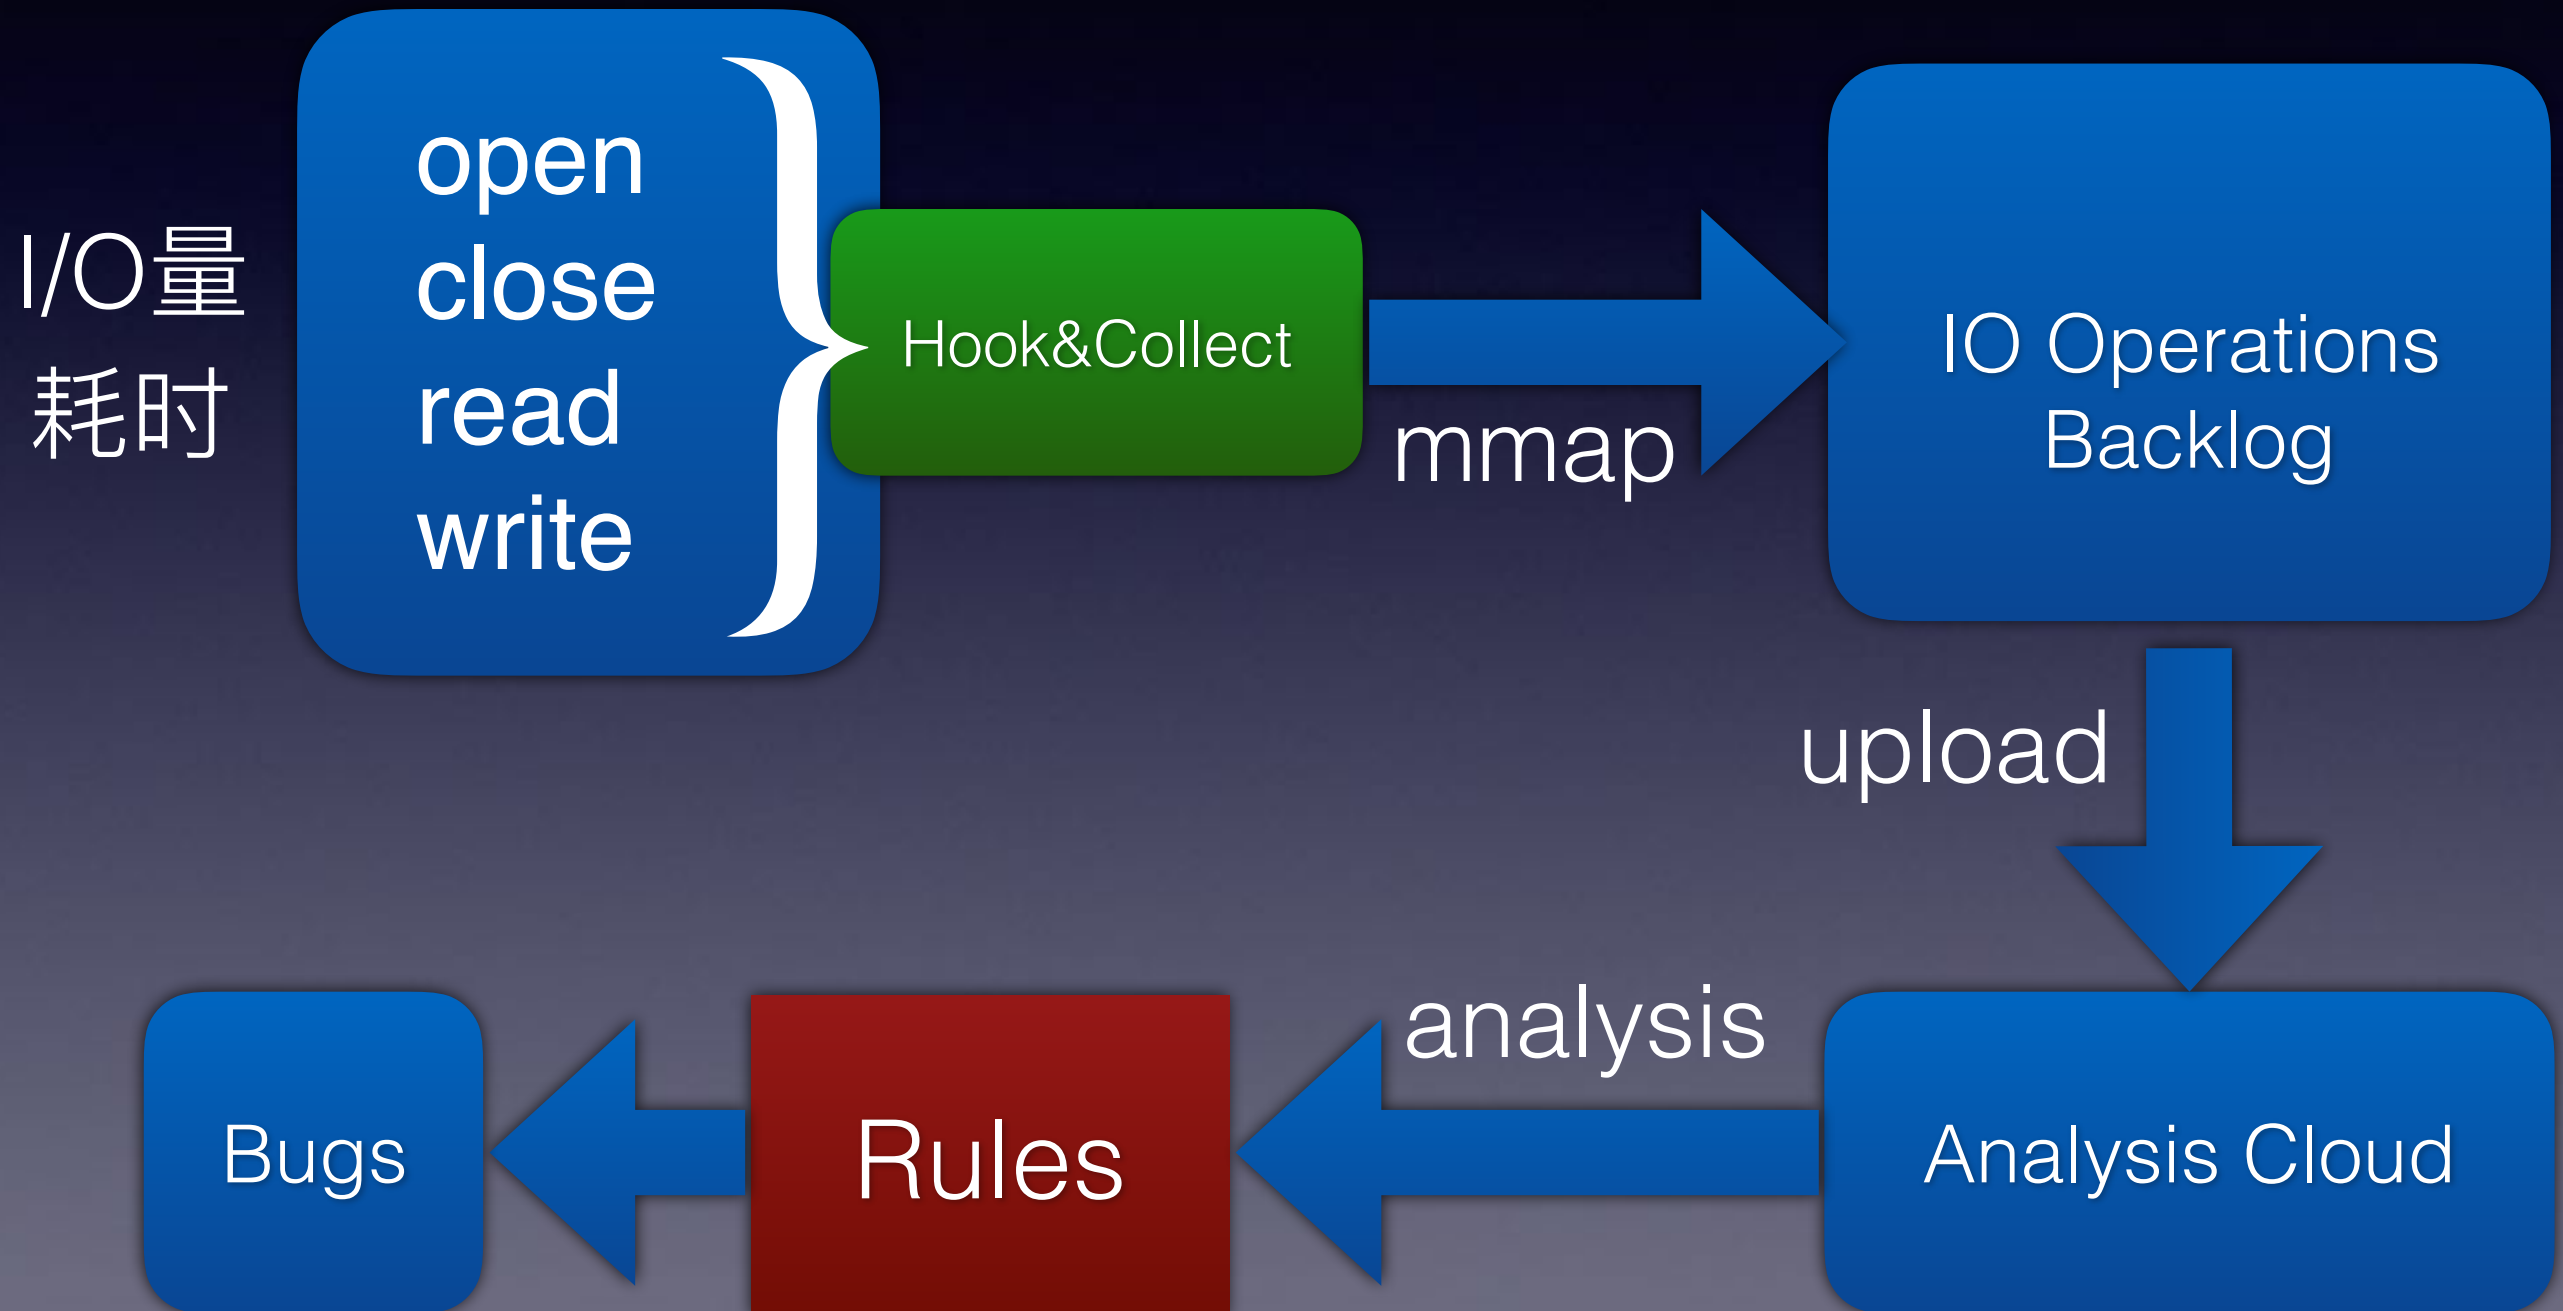 I/O量
耗时
open
close
read
write
Hook&Collect
mmap
IO Operations
Backlog
upload
Analysis Cloud
analysis
Rules
Bugs